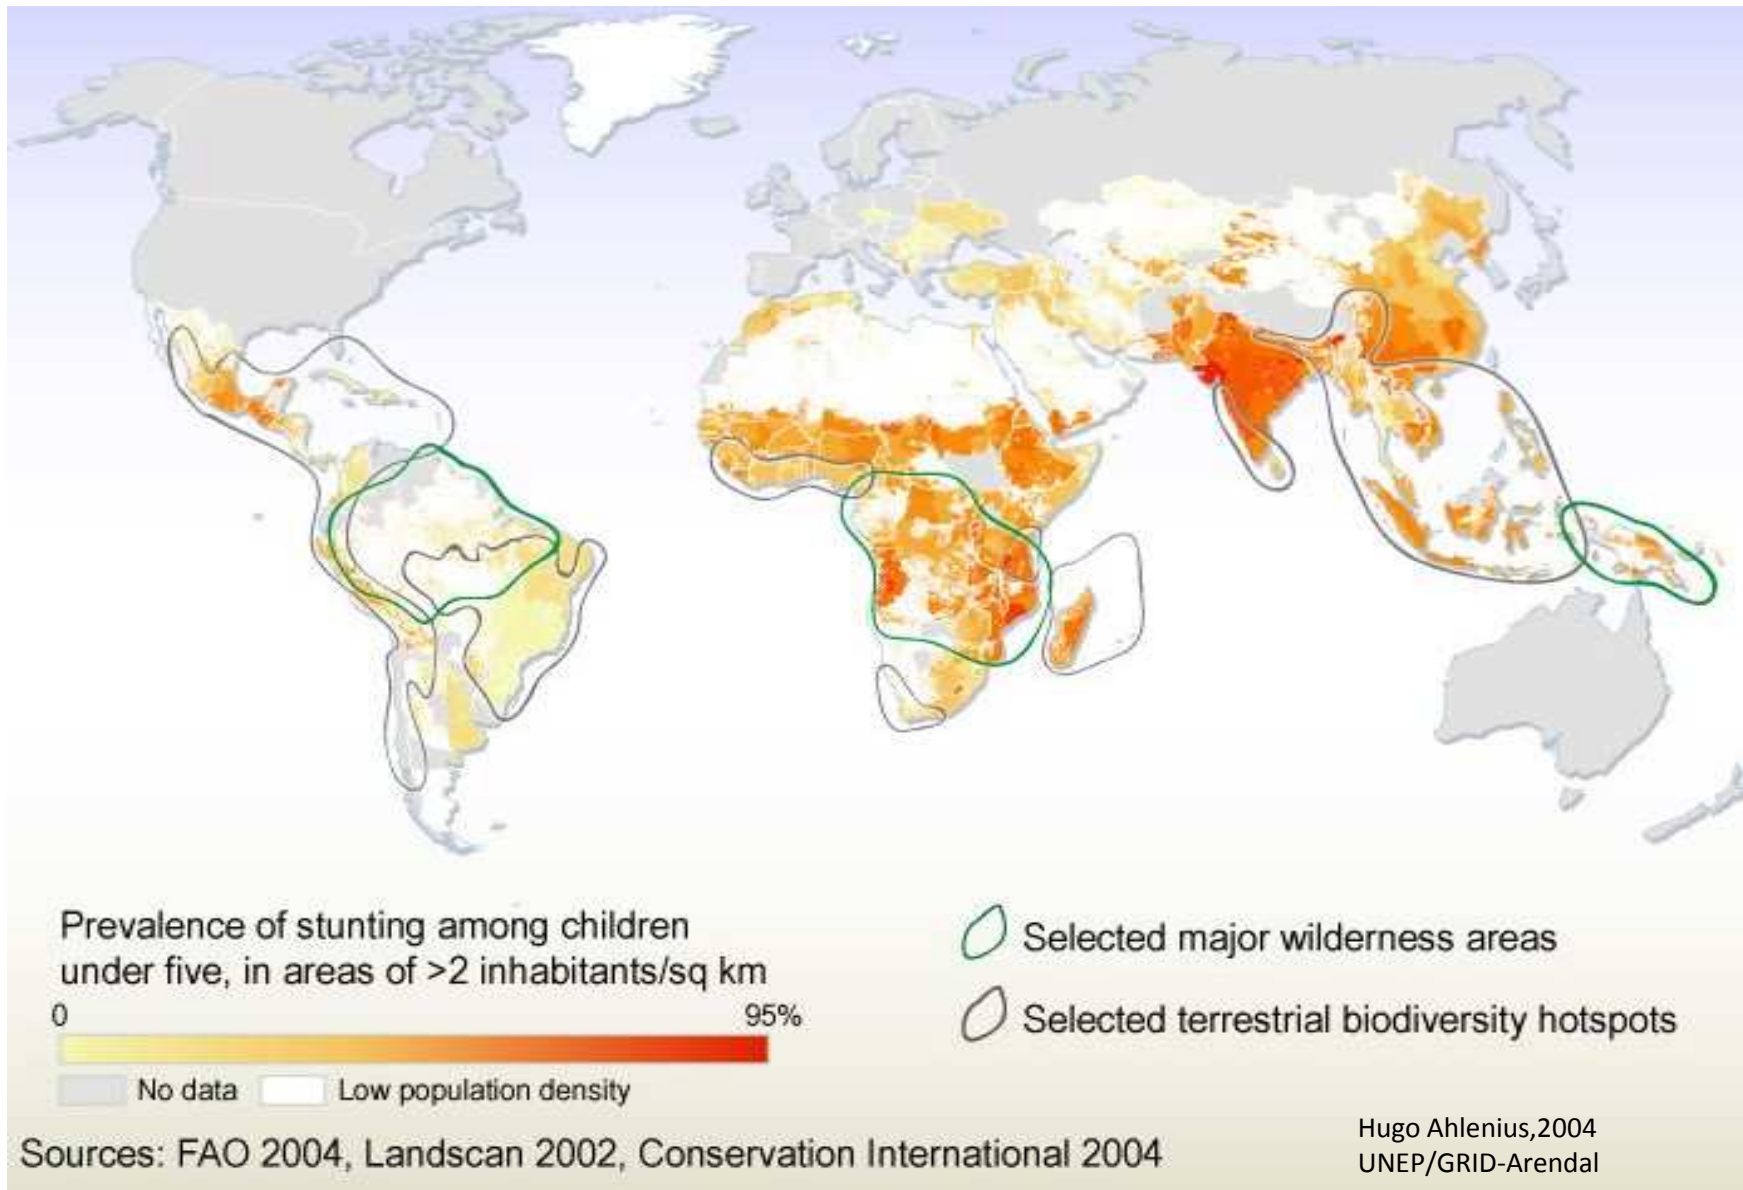 Prevalence of stunting among children
under five, in areas of >2 inhabitants/sq km
0 95%
No data Low population density
Selected major wilderness areas
Selected terrestrial biodiversity hotspots
Sources: FAO 2004, Landscan 2002, Conservation International 2004
Hugo Ahlenius,2004
UNEP/GRID-Arendal